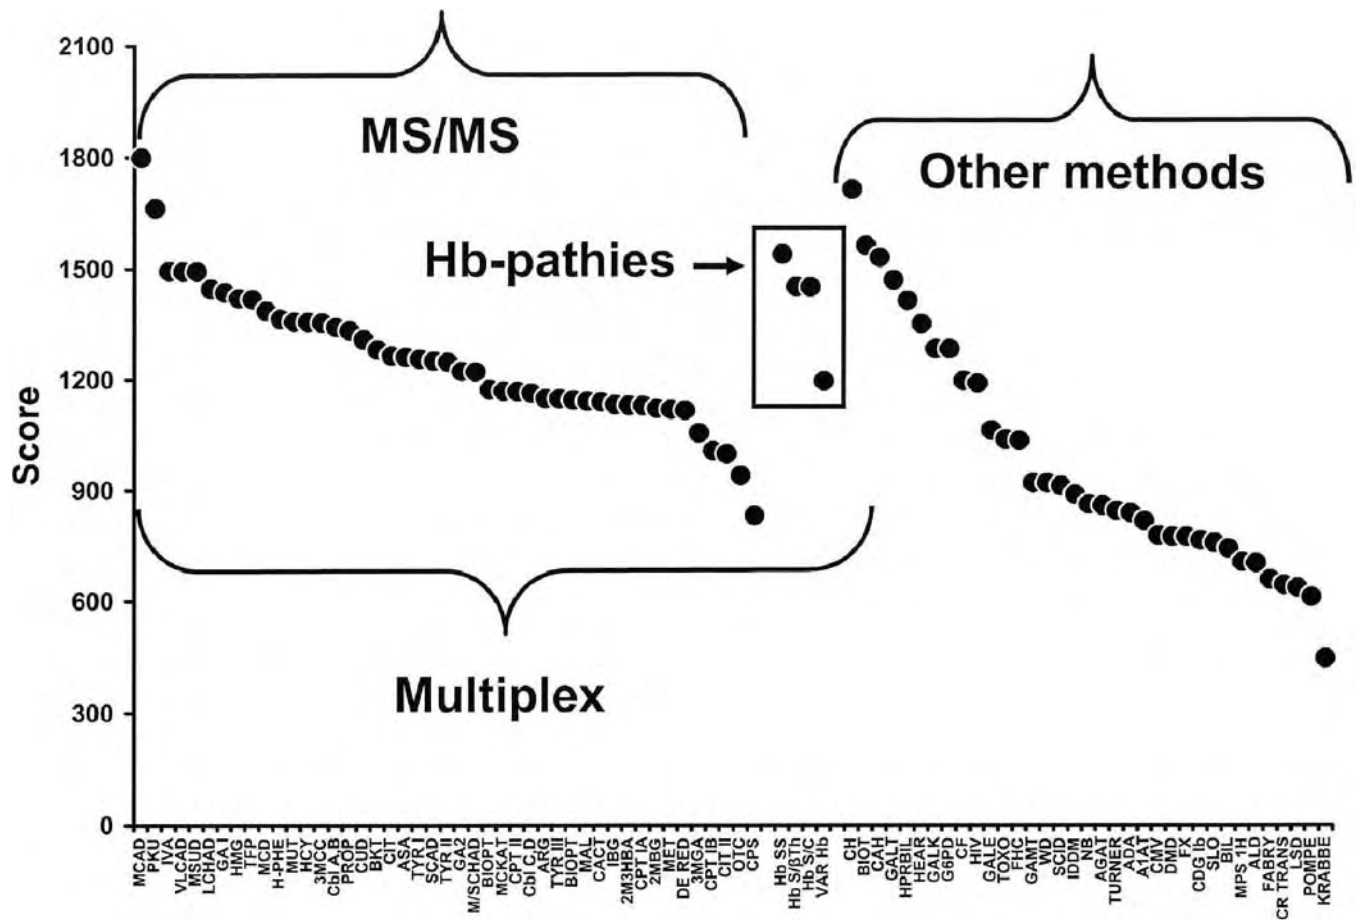 2100
1800
1500
1200
900
600
300
0
Score
MS/MS
Other methods
Hb-pathies
Multiplex
MCAD
PKU
IVA
VLCAD
MSUD
LCHAD
GA I
HMG
TFP
MCD
H-PHE
MUT
HCY
3MCC
Cbl A,B
PROP
CUD
BKT
CIT
ASA
TYR I
SCAD
TYR II
GA2
M/SCHAD
BIOPT
MCKAT
CPT II
Cbl C,D
ARG
TYR III
BIOPT
MAL
CACT
IBG
2M3HBA
CPT IA
2MBG
MET
DE RED
3MGA
CPT IB
CIT II
OTC
CPS
Hb SS
Hb S/βTh
Hb S/C
VAR Hb
CH
BIOT
CAH
GALT
HPRBIL
HEAR
GALK
G6PD
CF
HIV
GALE
TOXO
FHC
GAMT
WD
SCID
IDDM
NB
AGAT
TURNER
ADA
A1AT
CMV
DMD
FX
CDG Ib
SLO
BIL
MPS 1H
ALD
FABRY
CR TRANS
LSD
POMPE
KRABBE